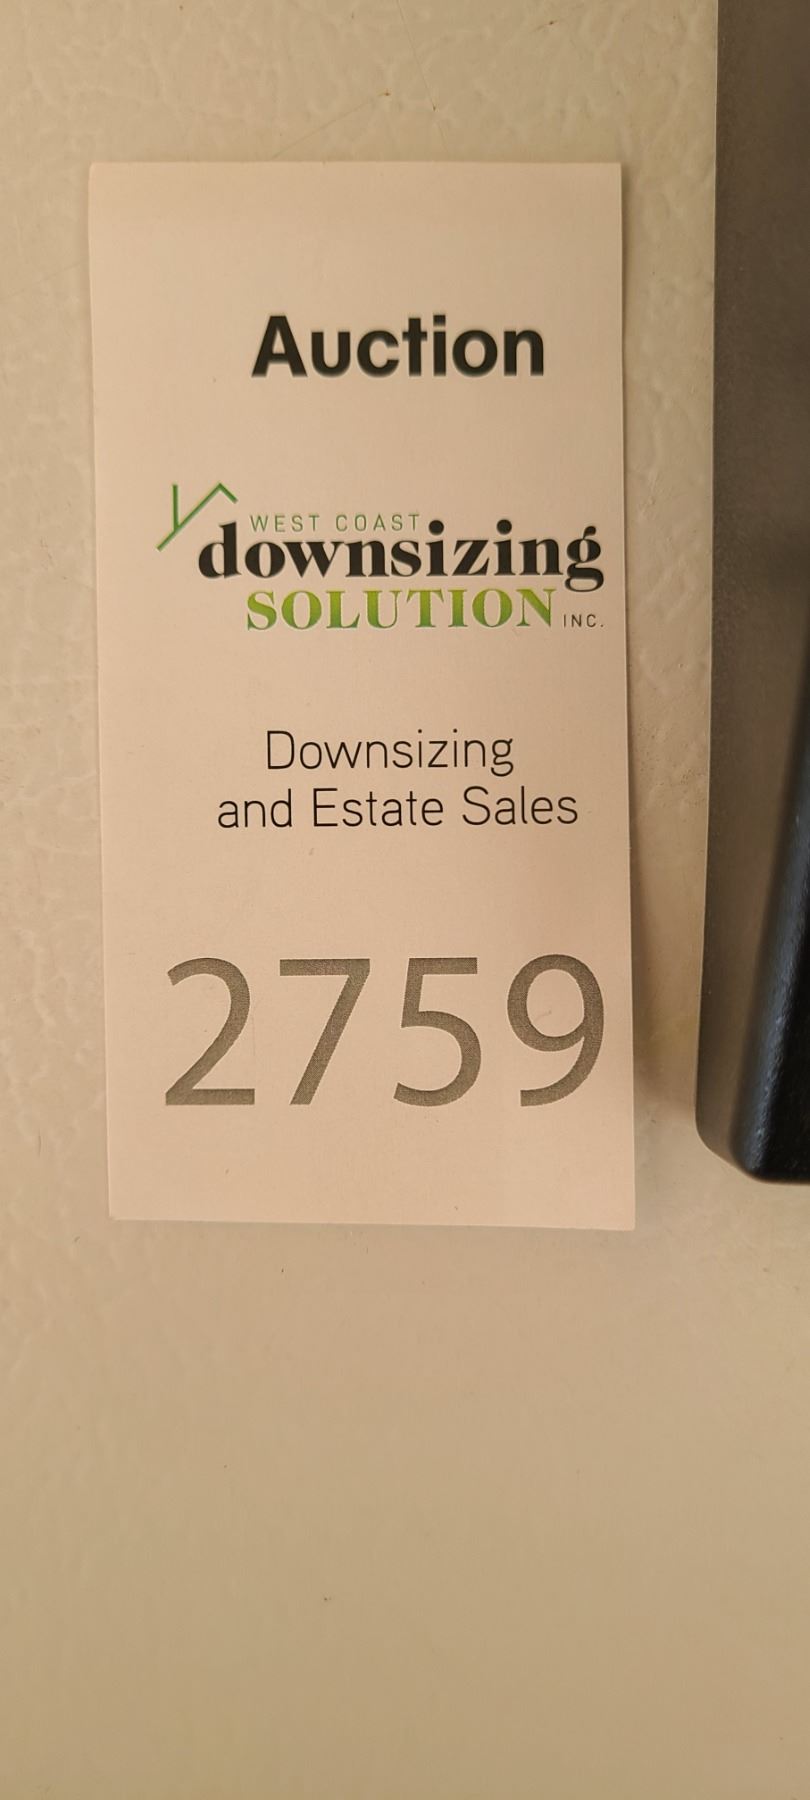 Auction
WEST COAST
downsizing
SOLUTION INC.
Downsizing
and Estate Sales
2759